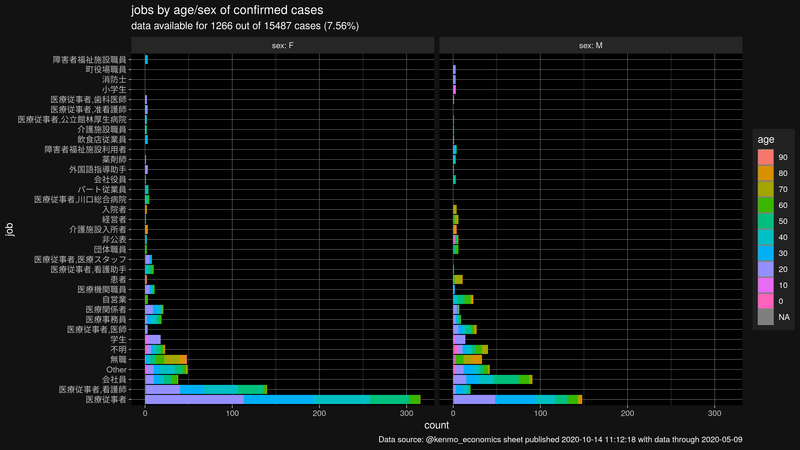 jobs by age/sex of confirmed cases
data available for 1266 out of 15487 cases (7.56%)
sex: F
sex: M
障害者福祉施設職員
町役場職員
消防士
小学生
医療従事者,歯科医師
医療従事者,准看護師
医療従事者,公立館林厚生病院
介護施設職員
飲食店従業員
障害者福祉施設利用者
薬剤師
外国語指導助手
会社役員
パート従業員
医療従事者,川口総合病院
入院者
経営者
介護施設入所者
非公表
団体職員
医療従事者,医療スタッフ
医療従事者,看護助手
患者
医療機関職員
自営業
医療関係者
医療事務員
医療従事者,医師
学生
不明
無職
Other
会社員
医療従事者,看護師
医療従事者
job
0 100 200 300
0 100 200 300
count
age
90
80
70
60
50
40
30
20
10
0
NA
Data source: @kenmo_economics sheet published 2020-10-14 11:12:18 with data through 2020-05-09